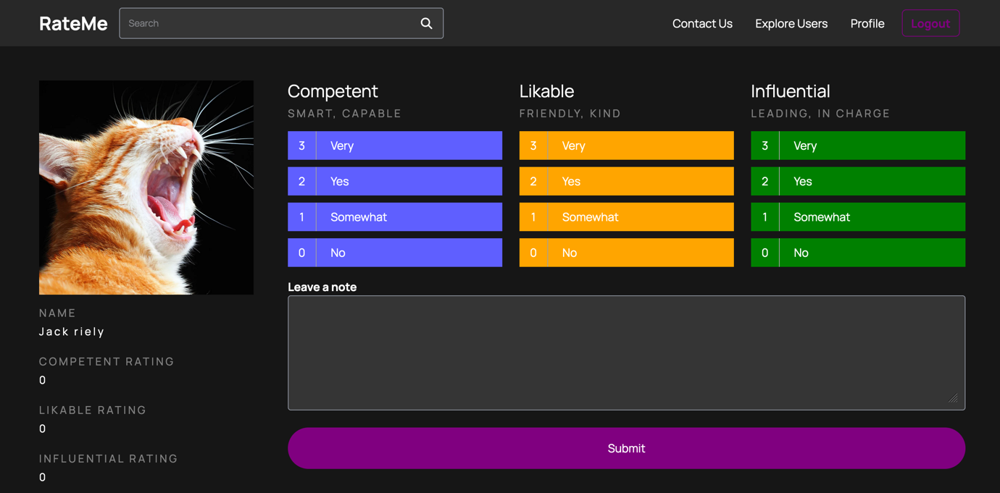 RateMe
Search
Contact Us
Explore Users
Profile
Logout
Competent
SMART, CAPABLE
3 Very
2 Yes
1 Somewhat
0 No
Likable
FRIENDLY, KIND
3 Very
2 Yes
1 Somewhat
0 No
Influential
LEADING, IN CHARGE
3 Very
2 Yes
1 Somewhat
0 No
Leave a note
Submit
NAME
Jack riely
COMPETENT RATING
0
LIKABLE RATING
0
INFLUENTIAL RATING
0